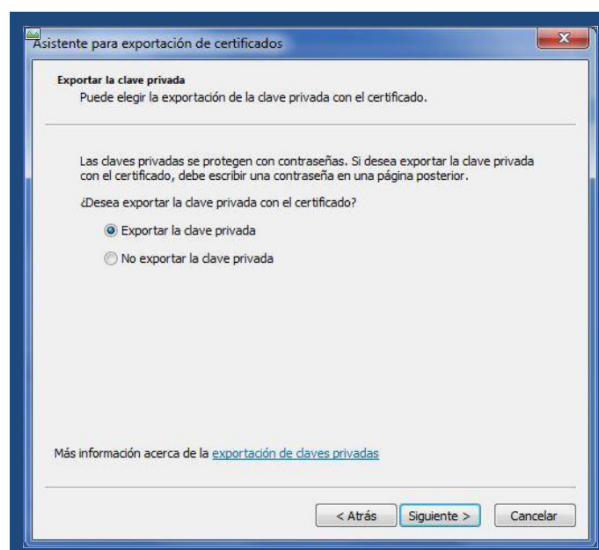 Asistente para exportación de certificados
Exportar la clave privada
Puede elegir la exportación de la clave privada con el certificado.
Las claves privadas se protegen con contraseñas. Si desea exportar la clave privada
con el certificado, debe escribir una contraseña en una página posterior.
¿Desea exportar la clave privada con el certificado?
Exportar la clave privada
No exportar la clave privada
Más información acerca de la exportación de claves privadas
< Atrás Siguiente > Cancelar